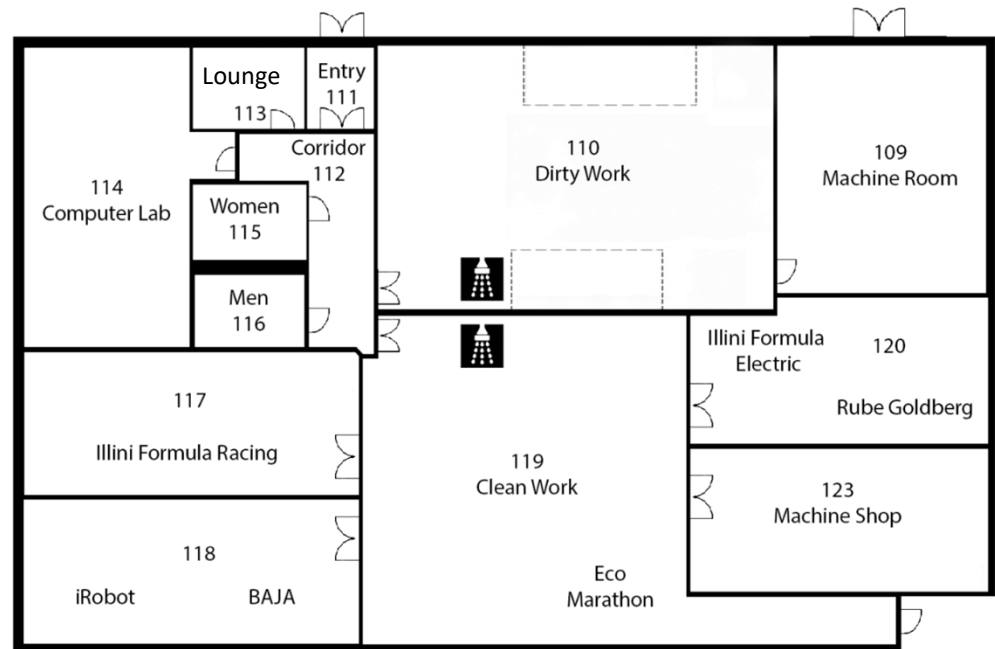 Lounge
113
Entry
111
Corridor
112
110
Dirty Work
109
Machine Room
114
Computer Lab
Women
115
Men
116
Illini Formula
Electric
120
Rube Goldberg
117
Illini Formula Racing
119
Clean Work
123
Machine Shop
118
iRobot
BAJA
Eco
Marathon